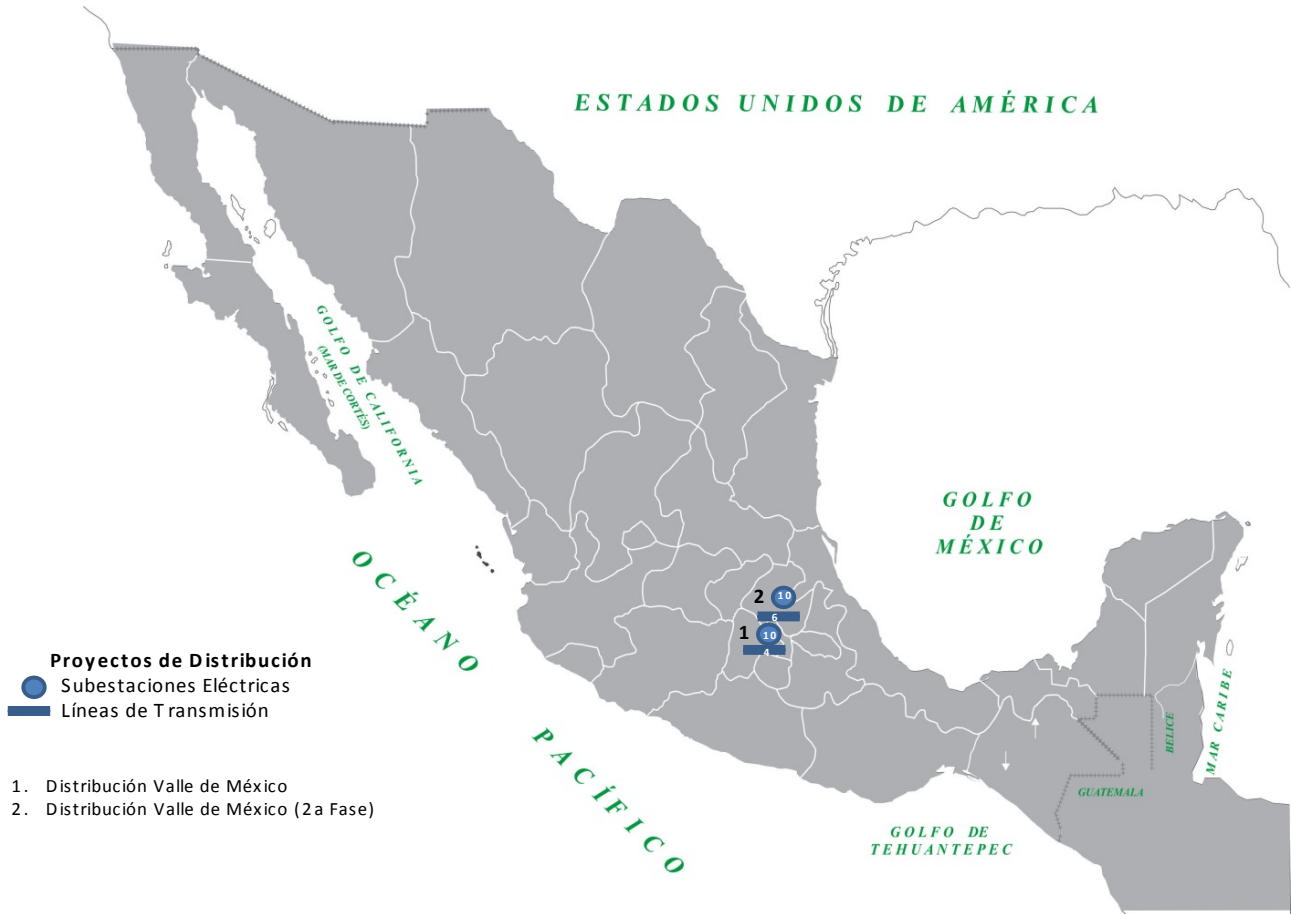 ESTADOS UNIDOS DE AMÉRICA
GOLFO DE CALIFORNIA
(MAR DE CORTÉS)
GOLFO
DE
MÉXICO
OCÉANO PACÍFICO
2 10
6
1 10
4
Proyectos de Distribución
Subestaciones Eléctricas
Líneas de Transmisión
MAR CARIBE
BELICE
GUATEMALA
GOLFO DE
TEHUANTEPEC
1. Distribución Valle de México
2. Distribución Valle de México (2a Fase)